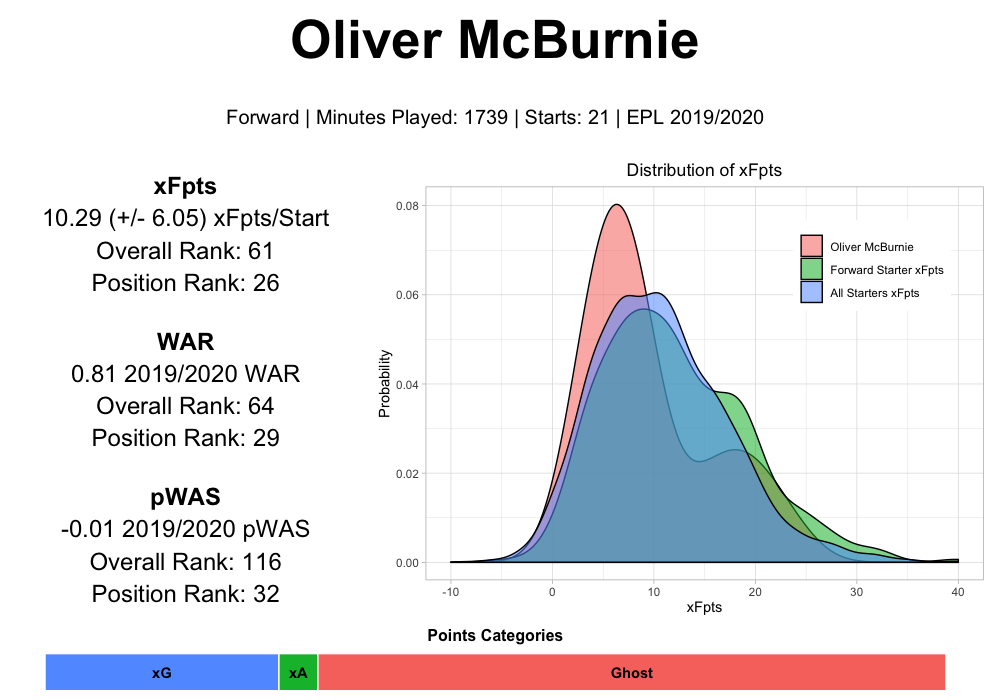 Oliver McBurnie
Forward | Minutes Played: 1739 | Starts: 21 | EPL 2019/2020
xFpts
10.29 (+/- 6.05) xFpts/Start
Overall Rank: 61
Position Rank: 26
WAR
0.81 2019/2020 WAR
Overall Rank: 64
Position Rank: 29
pWAS
-0.01 2019/2020 pWAS
Overall Rank: 116
Position Rank: 32
Distribution of xFpts
Probability
0.08
0.06
0.04
0.02
0.00
Oliver McBurnie
Forward Starter xFpts
All Starters xFpts
-10 0 10 20 30 40
xFpts
Points Categories
xG xA Ghost